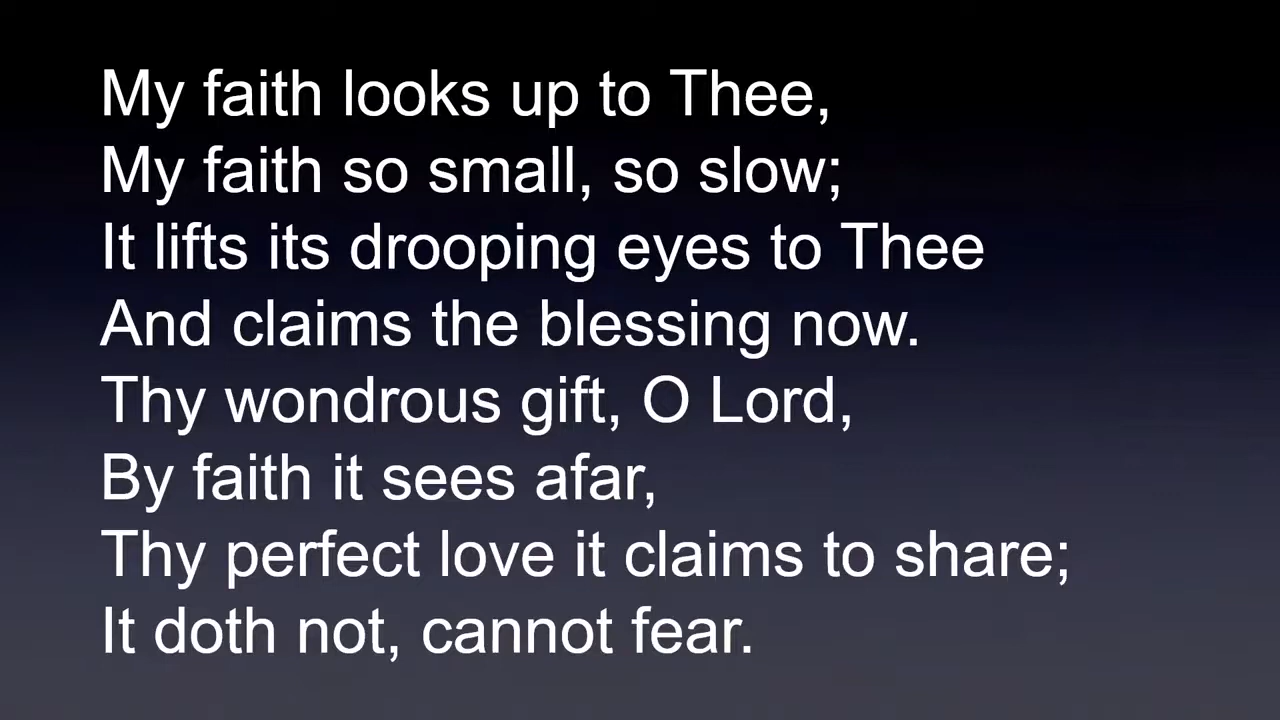 My faith looks up to Thee,
My faith so small, so slow;
It lifts its drooping eyes to Thee
And claims the blessing now.
Thy wondrous gift, O Lord,
By faith it sees afar,
Thy perfect love it claims to share;
It doth not, cannot fear.